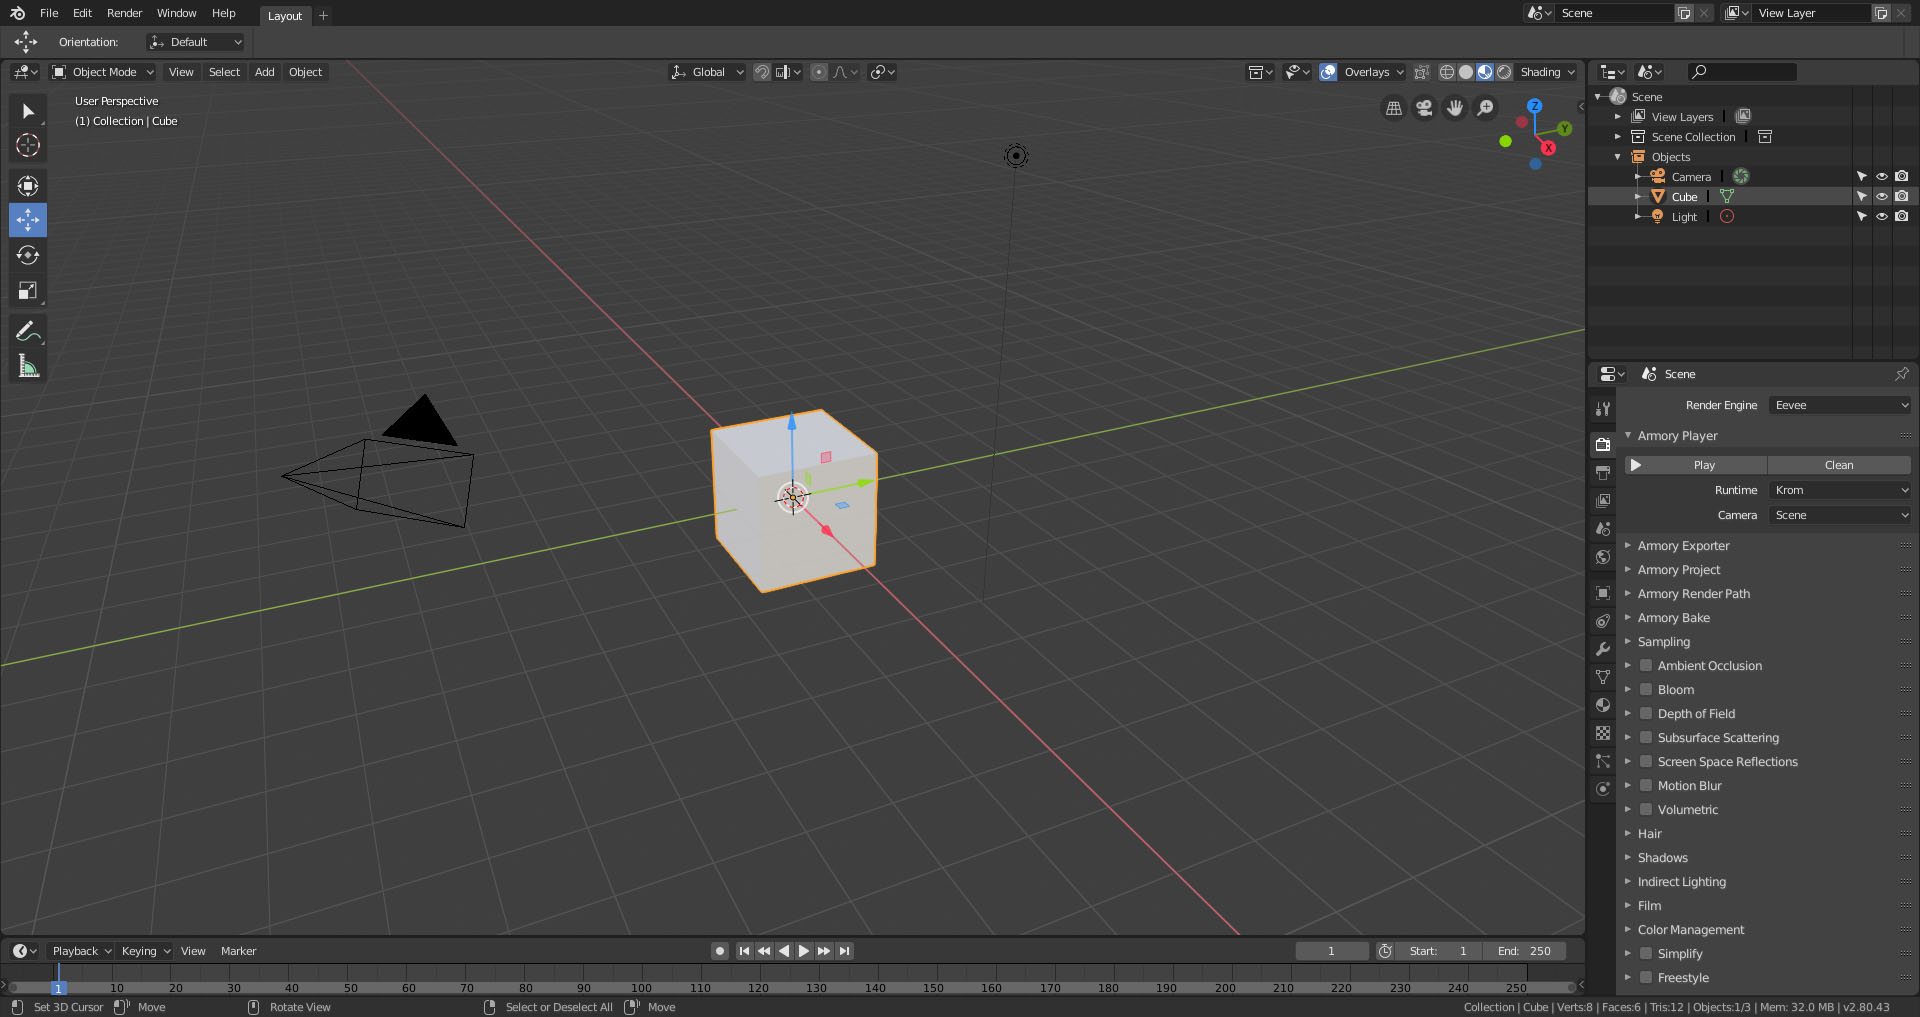 File Edit Render Window Help Layout + Scene View Layer
Orientation: Default
Object Mode View Select Add Object Global Overlays Shading
User Perspective
(1) Collection | Cube
Z
Y
X
Scene
View Layers
Scene Collection
Objects
Camera
Cube
Light
Scene
Render Engine Eevee
Armory Player
Play Clean
Runtime Krom
Camera Scene
Armory Exporter
Armory Project
Armory Render Path
Armory Bake
Sampling
Ambient Occlusion
Bloom
Depth of Field
Subsurface Scattering
Screen Space Reflections
Motion Blur
Volumetric
Hair
Shadows
Indirect Lighting
Film
Color Management
Simplify
Freestyle
Playback Keying View Marker 1 Start: 1 End: 250
1 10 20 30 40 50 60 70 80 90 100 110 120 130 140 150 160 170 180 190 200 210 220 230 240 250
Set 3D Cursor Move Rotate View Select or Deselect All Move Collection | Cube | Verts:8 | Faces:6 | Tris:12 | Objects:1/3 | Mem: 32.0 MB | v2.80.43